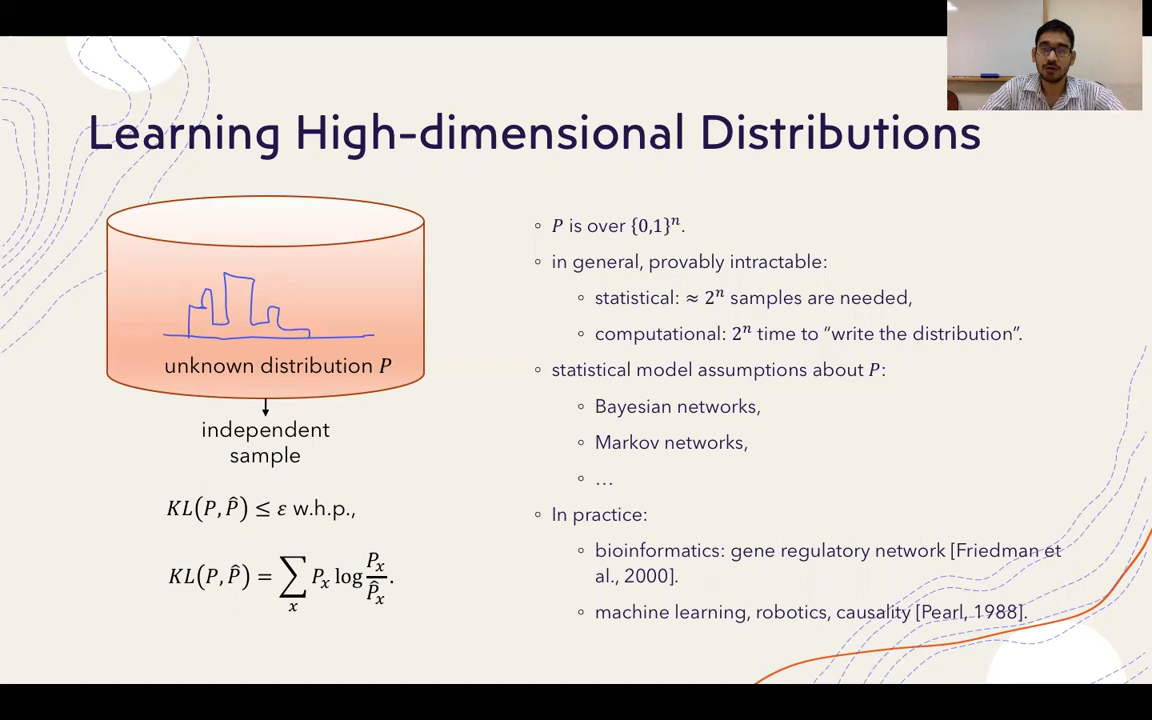 Learning High-dimensional Distributions
unknown distribution P
independent
sample
KL(P, P̂) ≤ ε w.h.p.,
KL(P, P̂) = ∑ₓ Pₓ log Pₓ/P̂ₓ.
◦ P is over {0,1}ⁿ.
◦ in general, provably intractable:
◦ statistical: ≈ 2ⁿ samples are needed,
◦ computational: 2ⁿ time to “write the distribution”.
◦ statistical model assumptions about P:
◦ Bayesian networks,
◦ Markov networks,
◦ …
◦ In practice:
◦ bioinformatics: gene regulatory network [Friedman et
al., 2000].
◦ machine learning, robotics, causality [Pearl, 1988].